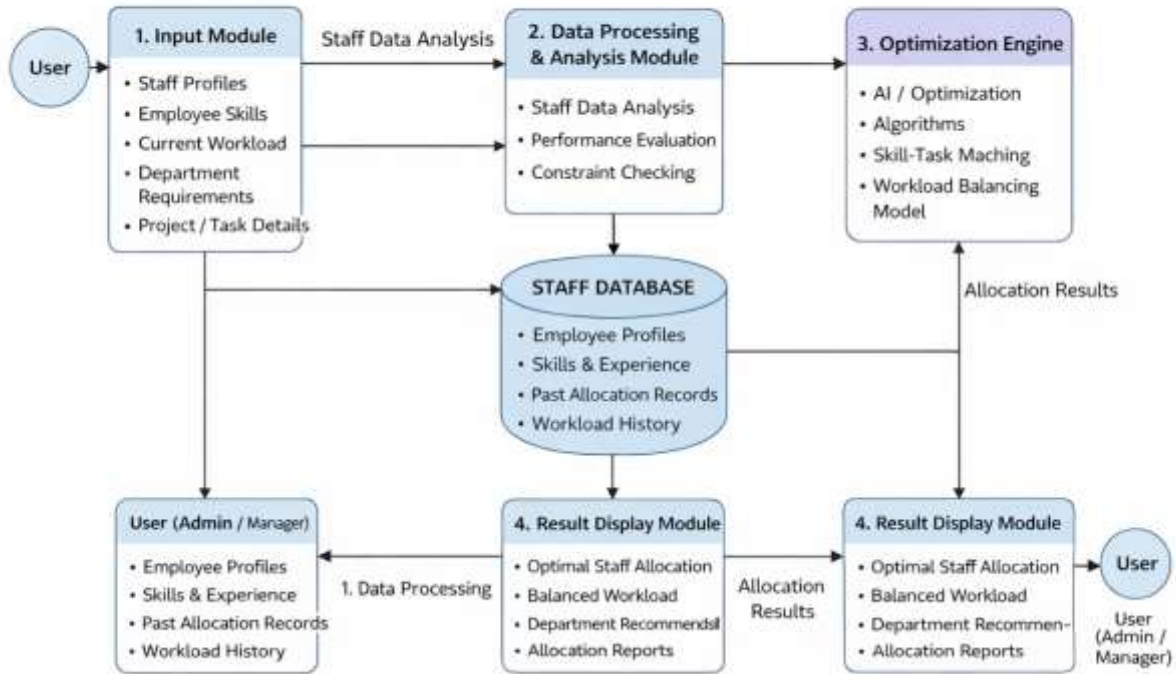 User
1. Input Module
• Staff Profiles
• Employee Skills
• Current Workload
• Department
Requirements
• Project / Task Details
Staff Data Analysis
2. Data Processing
& Analysis Module
• Staff Data Analysis
• Performance Evaluation
• Constraint Checking
3. Optimization Engine
• AI / Optimization
• Algorithms
• Skill-Task Maching
• Workload Balancing
Model
STAFF DATABASE
• Employee Profiles
• Skills & Experience
• Past Allocation Records
• Workload History
Allocation Results
User (Admin / Manager)
• Employee Profiles
• Skills & Experience
• Past Allocation Records
• Workload History
1. Data Processing
4. Result Display Module
• Optimal Staff Allocation
• Balanced Workload
• Department Recommendsll
• Allocation Reports
Allocation
Results
4. Result Display Module
• Optimal Staff Allocation
• Balanced Workload
• Department Recommen-
• Allocation Reports
User
User
(Admin /
Manager)